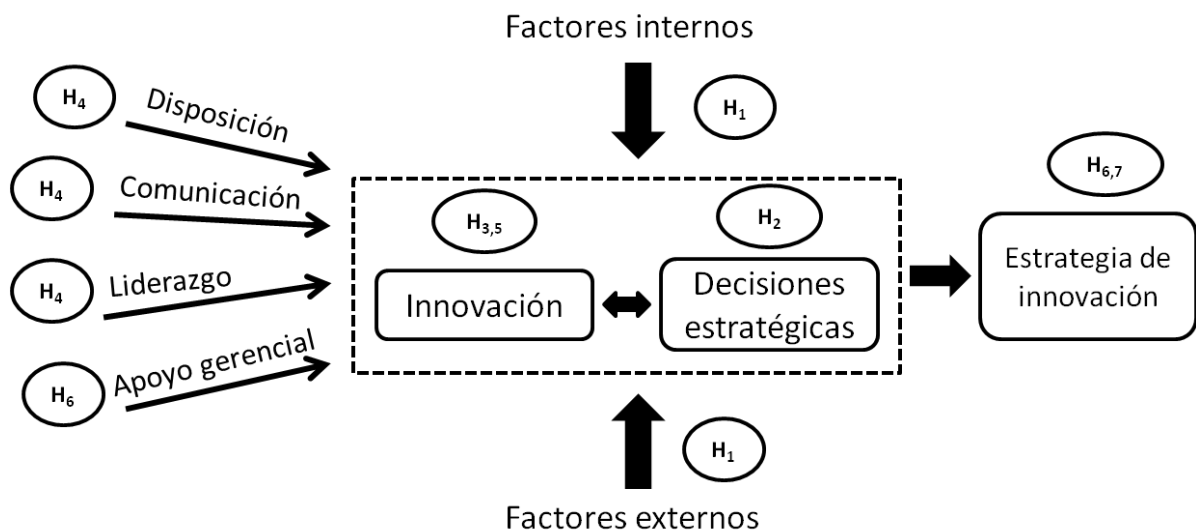 Factores internos
H₁
H₄
Disposición
H₄
Comunicación
H₄
Liderazgo
H₆
Apoyo gerencial
H₃,₅
Innovación
H₂
Decisiones
estratégicas
H₆,₇
Estrategia de
innovación
H₁
Factores externos